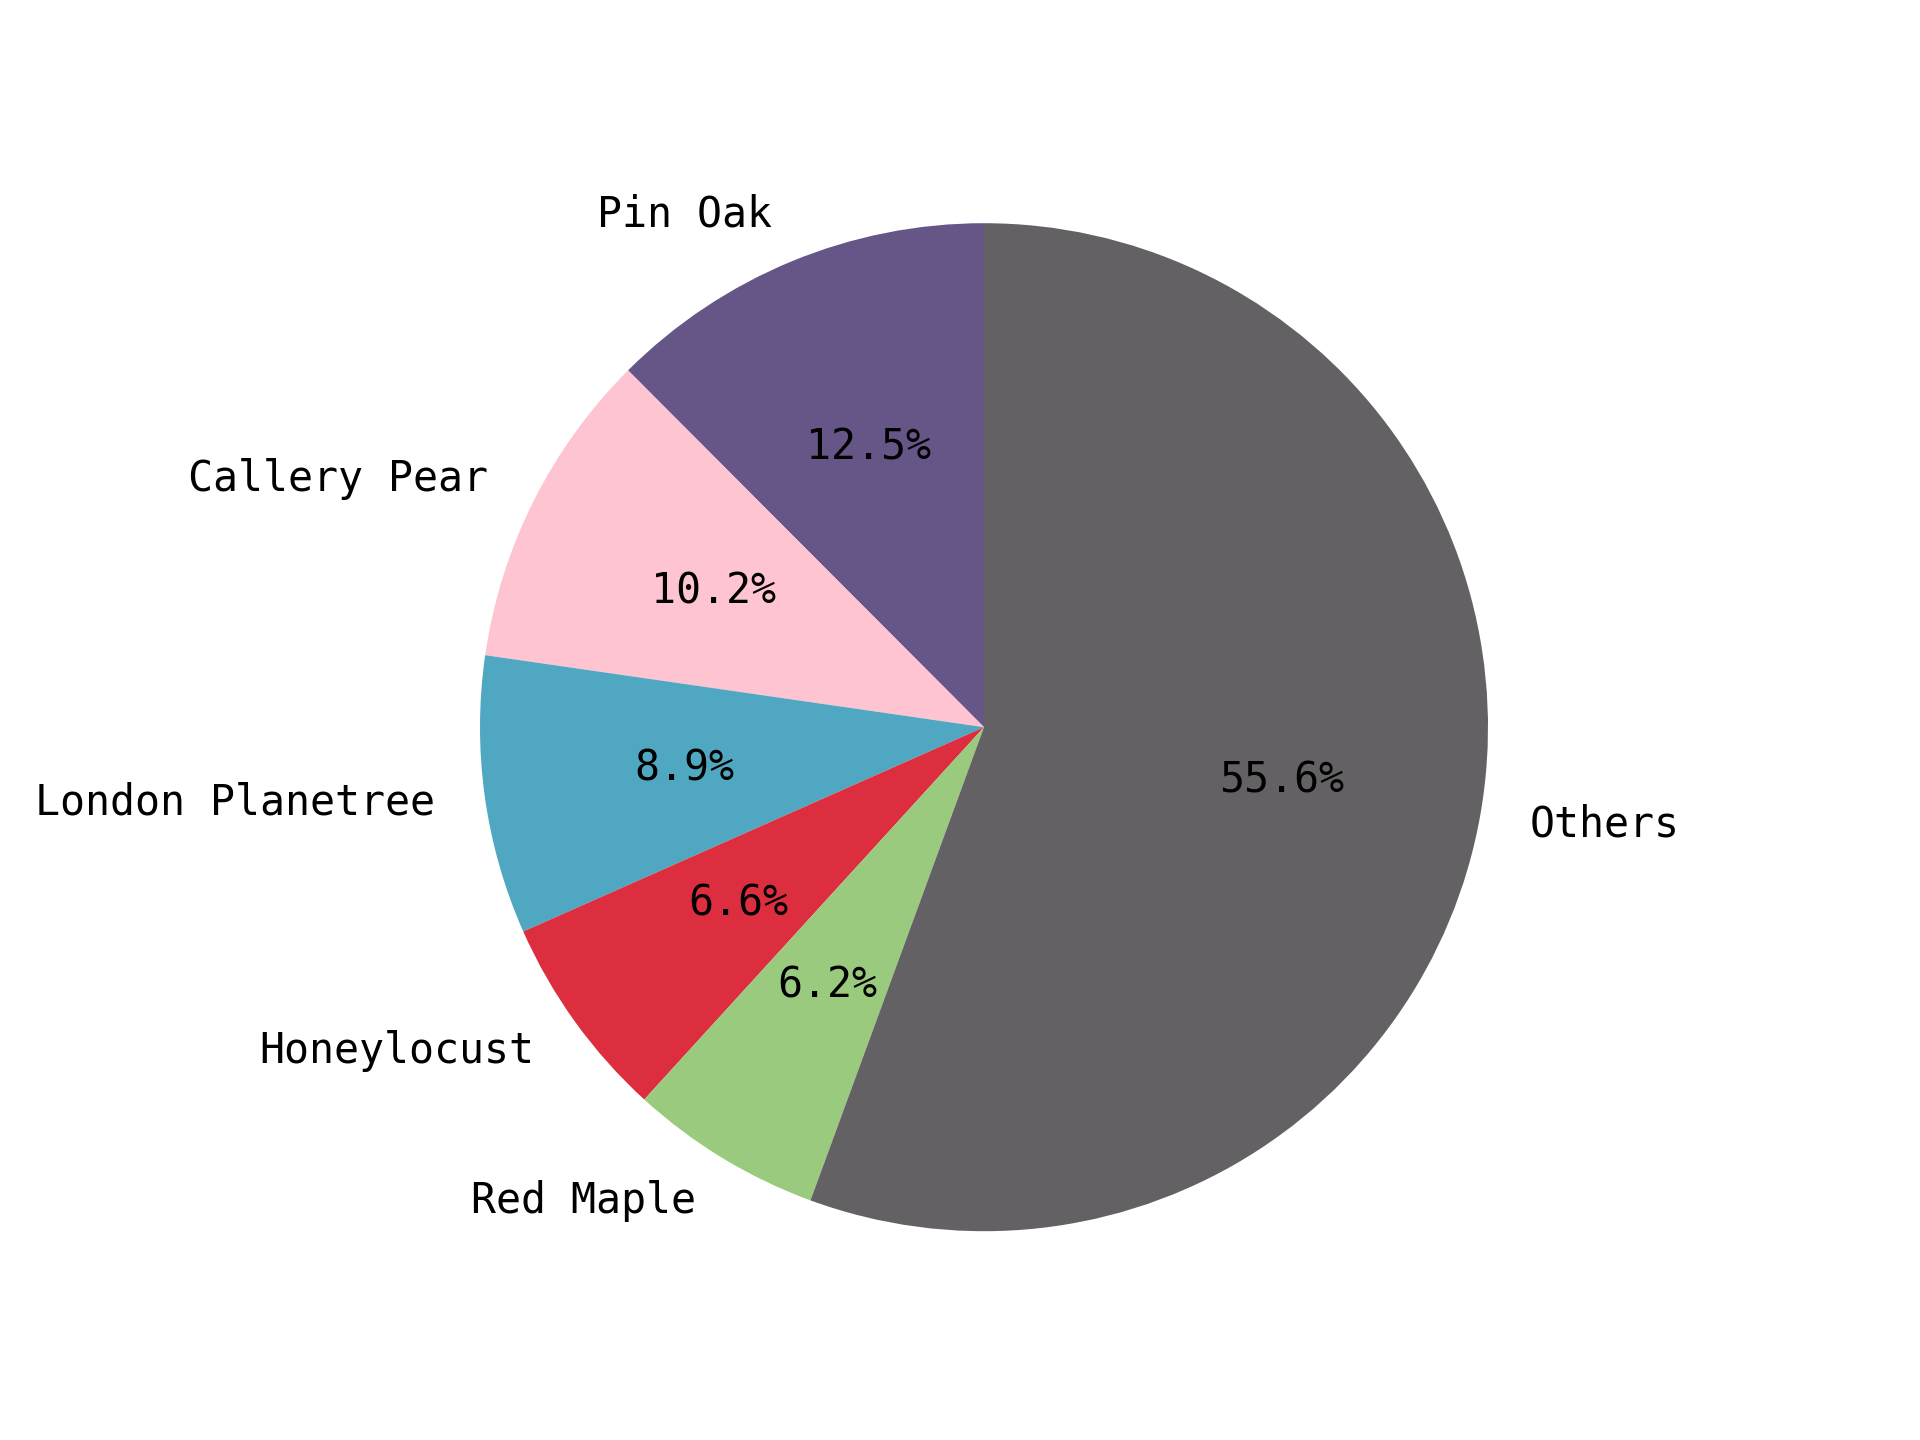 Pin Oak
12.5%
Callery Pear
10.2%
8.9%
55.6%
London Planetree
Others
6.6%
6.2%
Honeylocust
Red Maple